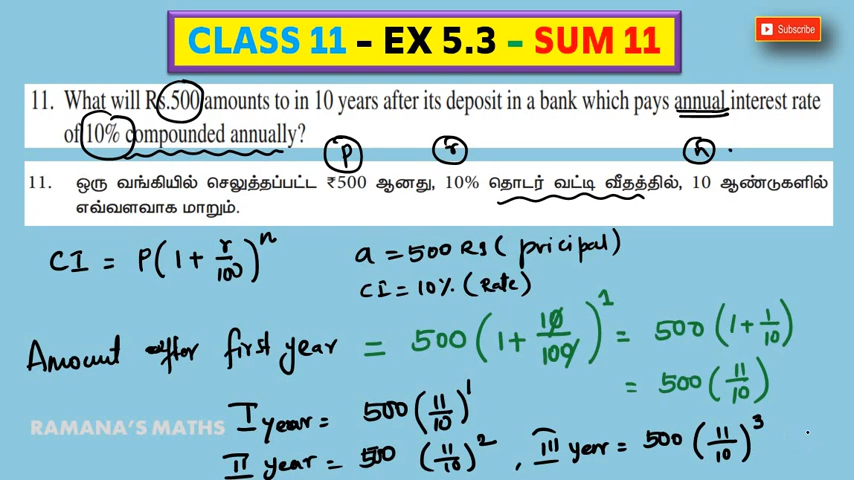 Subscribe
CLASS 11 – EX 5.3 – SUM 11
11. What will Rs.500 amounts to in 10 years after its deposit in a bank which pays annual interest rate
of 10% compounded annually?
P r n
11. ஒரு வங்கியில் செலுத்தப்பட்ட ₹500 ஆனது, 10% தொடர் வட்டி வீதத்தில், 10 ஆண்டுகளில்
எவ்வளவாக மாறும்.
CI = P(1 + r/100)^n
a = 500 RS (pricipal)
CI = 10% (Rate)
Amount after first year = 500 (1 + 10/100)^1 = 500 (1 + 1/10)
= 500 (11/10)
RAMANA'S MATHS
I year = 500 (11/10)^1
II year = 500 (11/10)^2 , III yerr = 500 (11/10)^3